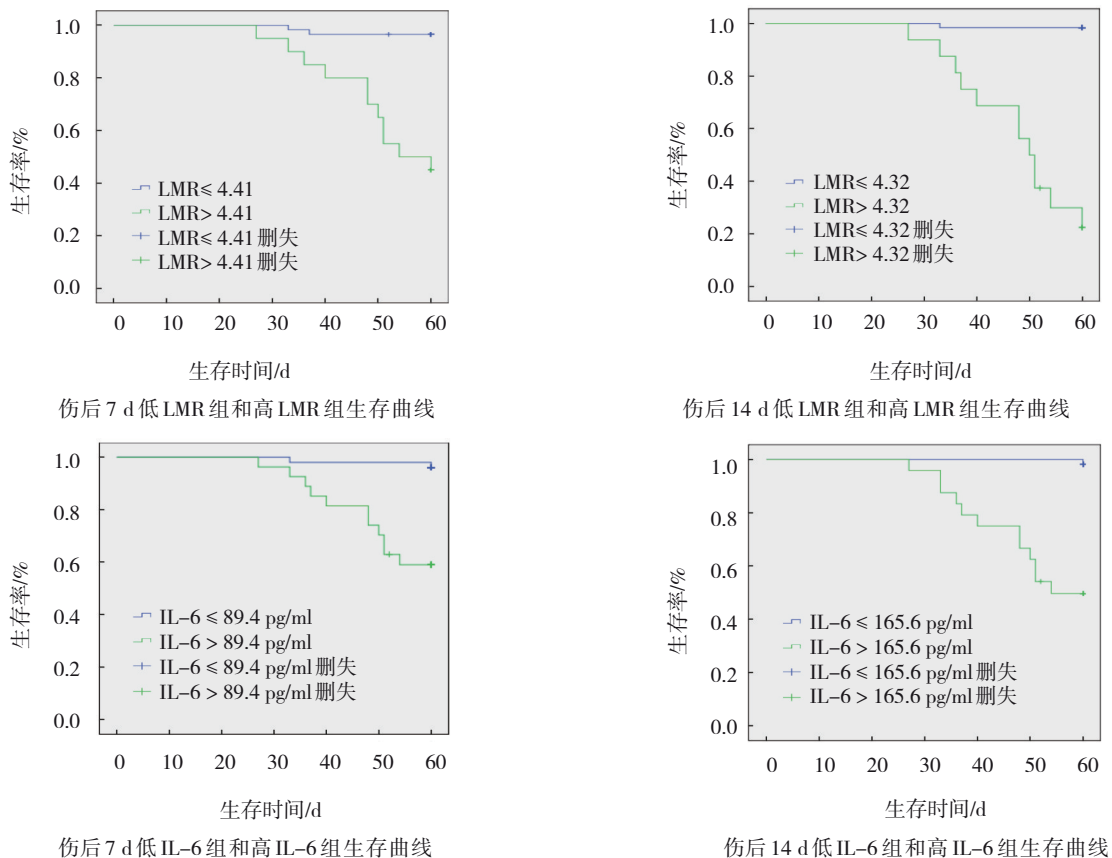 1.0
0.8
0.6
0.4
0.2
0.0
生存率/%
LMR≤ 4.41
LMR> 4.41
LMR≤ 4.41 删失
LMR> 4.41 删失
0 10 20 30 40 50 60
生存时间/d
伤后 7 d 低 LMR 组和高 LMR 组生存曲线
1.0
0.8
0.6
0.4
0.2
0.0
生存率/%
LMR≤ 4.32
LMR> 4.32
LMR≤ 4.32 删失
LMR> 4.32 删失
0 10 20 30 40 50 60
生存时间/d
伤后 14 d 低 LMR 组和高 LMR 组生存曲线
1.0
0.8
0.6
0.4
0.2
0.0
生存率/%
IL-6 ≤ 89.4 pg/ml
IL-6 > 89.4 pg/ml
IL-6 ≤ 89.4 pg/ml 删失
IL-6 > 89.4 pg/ml 删失
0 10 20 30 40 50 60
生存时间/d
伤后 7 d 低 IL-6 组和高 IL-6 组生存曲线
1.0
0.8
0.6
0.4
0.2
0.0
生存率/%
IL-6 ≤ 165.6 pg/ml
IL-6 > 165.6 pg/ml
IL-6 ≤ 165.6 pg/ml 删失
IL-6 > 165.6 pg/ml 删失
0 10 20 30 40 50 60
生存时间/d
伤后 14 d 低 IL-6 组和高 IL-6 组生存曲线